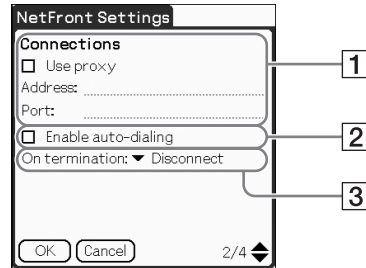 NetFront Settings
Connections
Use proxy
1
Address:
Port:
Enable auto-dialing
2
On termination: Disconnect
3
OK Cancel 2/4